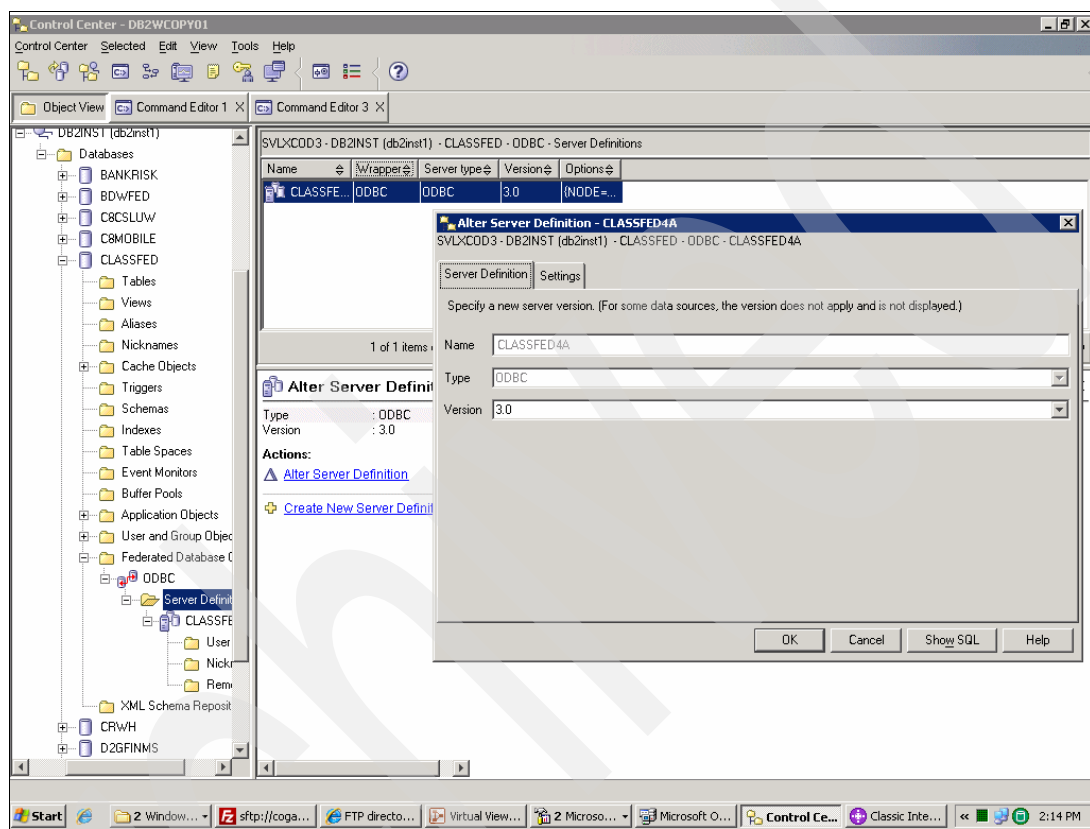 Control Center - DB2WCOPY01
Control Center Selected Edit View Tools Help
Object View Command Editor 1 X Command Editor 3 X
DB2INST (db2inst1)
Databases
BANKRISK
BDWFED
C8CSLUW
C8MOBILE
CLASSFED
Tables
Views
Aliases
Nicknames
Cache Objects
Triggers
Schemas
Indexes
Table Spaces
Event Monitors
Buffer Pools
Application Objects
User and Group Objec
Federated Database
ODBC
Server Definit
CLASSFE
User
Nickn
Rem
XML Schema Reposit
CRWH
D2GFINMS
SVLXCOD3 - DB2INST (db2inst1) - CLASSFED - ODBC - Server Definitions
Name Wrapper Server type Version Options
CLASSFE... ODBC ODBC 3.0 {NODE=...
1 of 1 items
Alter Server Defini
Type : ODBC
Version : 3.0
Actions:
Alter Server Definition
Create New Server Defini
Alter Server Definition - CLASSFED4A
SVLXCOD3 - DB2INST (db2inst1) - CLASSFED - ODBC - CLASSFED4A
Server Definition Settings
Specify a new server version. (For some data sources, the version does not apply and is not displayed.)
Name CLASSFED4A
Type ODBC
Version 3.0
OK Cancel Show SQL Help
Start 2 Window... sftp://coga... FTP directo... Virtual View... 2 Microso... Microsoft O... Control Ce... Classic Inte... « 2:14 PM